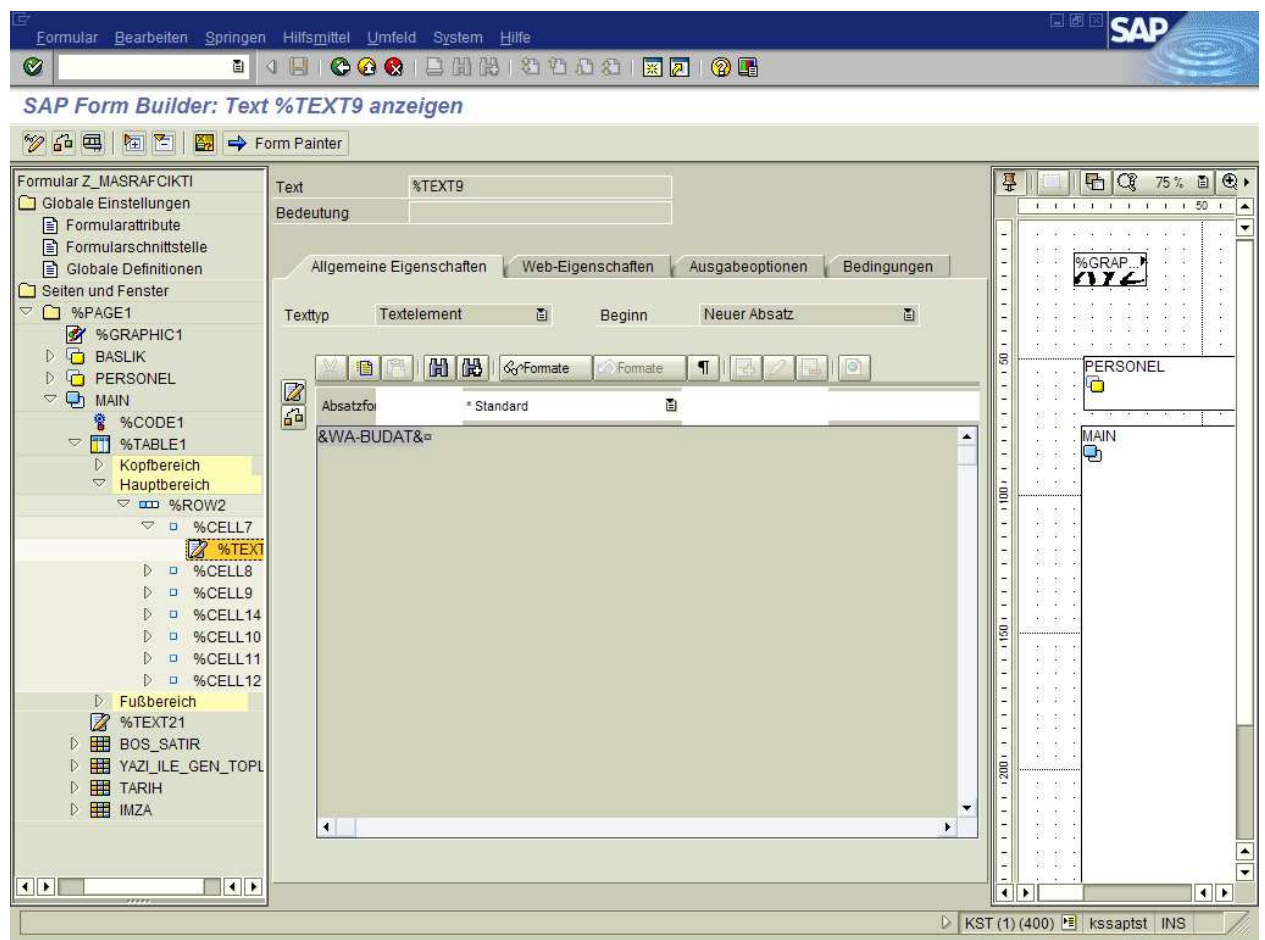 Formular Bearbeiten Springen Hilfsmittel Umfeld System Hilfe
SAP
SAP Form Builder: Text %TEXT9 anzeigen
Form Painter
Formular Z_MASRAFCIKTI
Globale Einstellungen
Formularattribute
Formularschnittstelle
Globale Definitionen
Seiten und Fenster
%PAGE1
%GRAPHIC1
BASLIK
PERSONEL
MAIN
%CODE1
%TABLE1
Kopfbereich
Hauptbereich
%ROW2
%CELL7
%TEXT
%CELL8
%CELL9
%CELL14
%CELL10
%CELL11
%CELL12
Fußbereich
%TEXT21
BOS_SATIR
YAZI_ILE_GEN_TOPL
TARIH
IMZA
Text %TEXT9
Bedeutung
Allgemeine Eigenschaften Web-Eigenschaften Ausgabeoptionen Bedingungen
Texttyp Textelement Beginn Neuer Absatz
Formate Formate ¶
Absatzfo * Standard
&WA-BUDAT&¤
75 %
50
%GRAP...
PERSONEL
MAIN
50
100
150
200
KST (1) (400) kssaptst INS